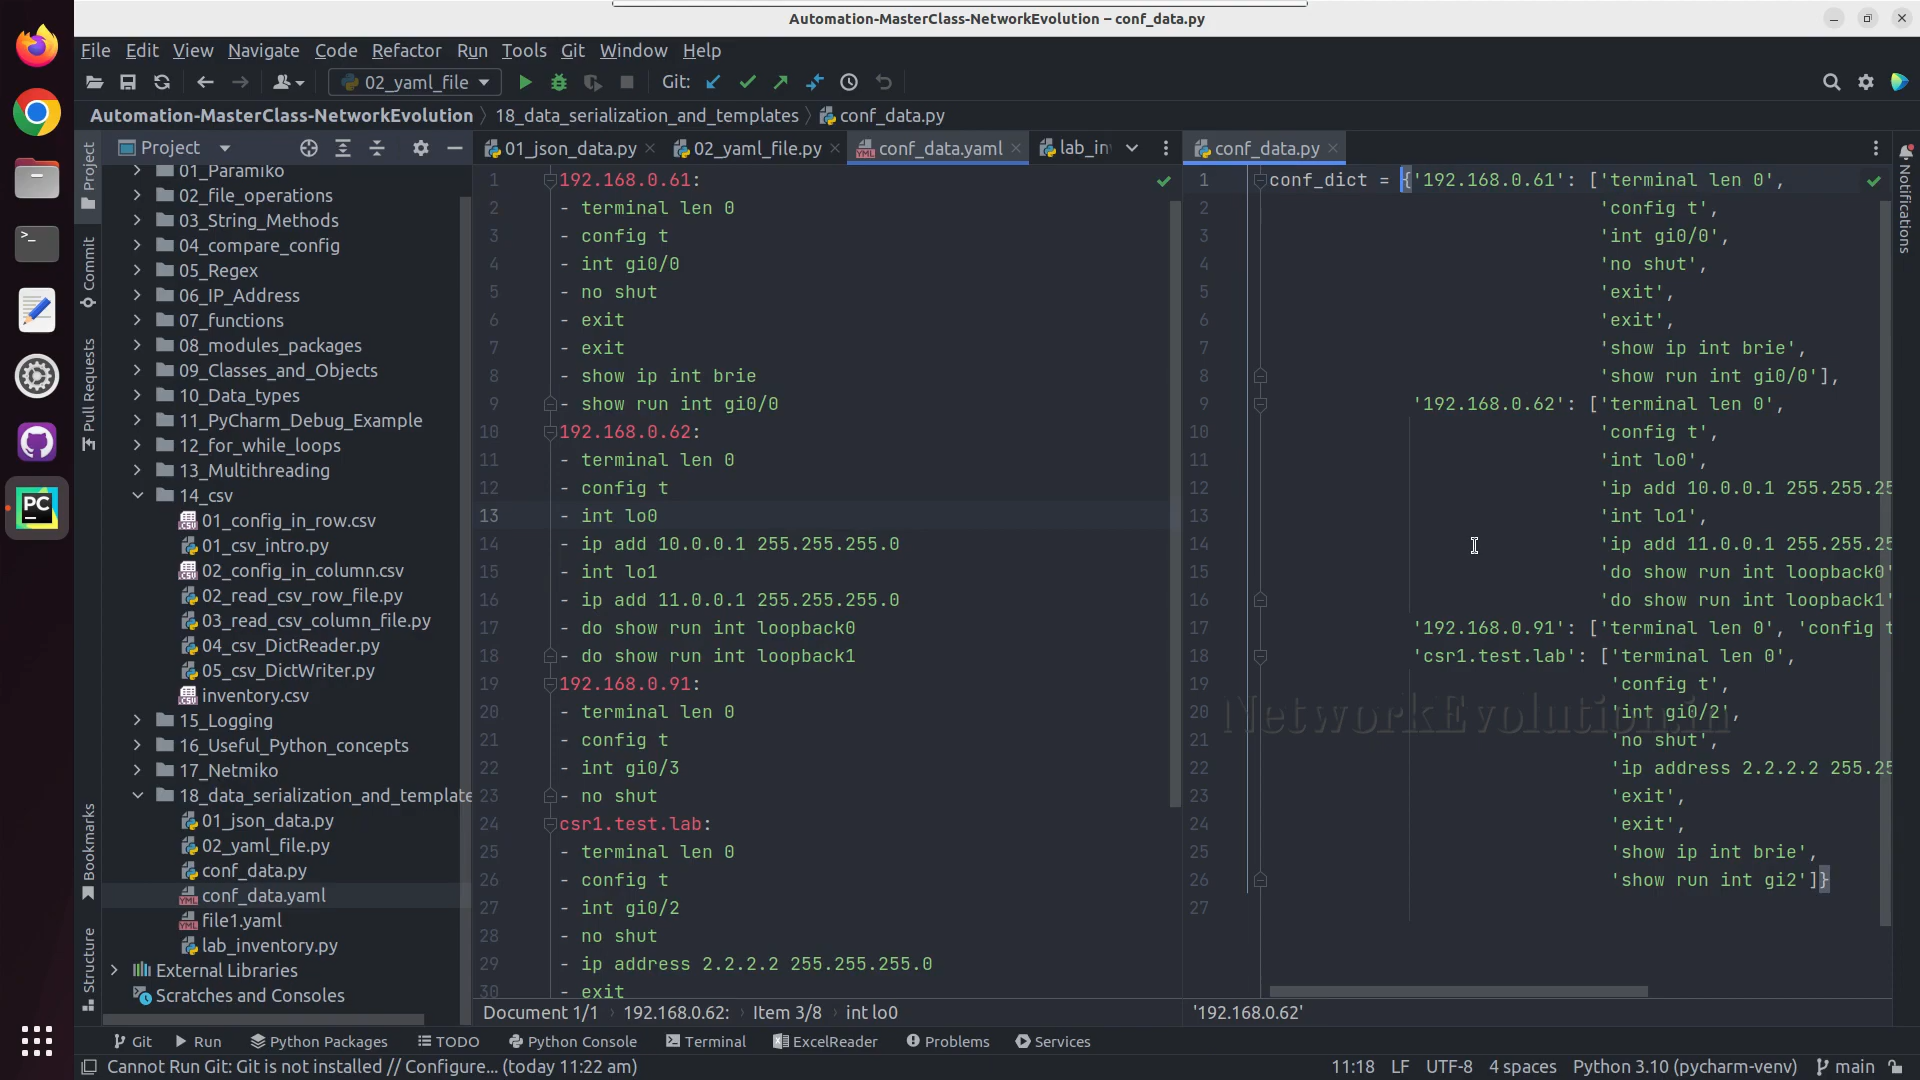 Automation-MasterClass-NetworkEvolution – conf_data.py
File Edit View Navigate Code Refactor Run Tools Git Window Help
02_yaml_file Git:
Automation-MasterClass-NetworkEvolution 18_data_serialization_and_templates conf_data.py
Project
01_json_data.py 02_yaml_file.py conf_data.yaml lab_in conf_data.py
Project
Commit
Pull Requests
Bookmarks
Structure
Notifications
01_Paramiko
02_file_operations
03_String_Methods
04_compare_config
05_Regex
06_IP_Address
07_functions
08_modules_packages
09_Classes_and_Objects
10_Data_types
11_PyCharm_Debug_Example
12_for_while_loops
13_Multithreading
14_csv
01_config_in_row.csv
01_csv_intro.py
02_config_in_column.csv
02_read_csv_row_file.py
03_read_csv_column_file.py
04_csv_DictReader.py
05_csv_DictWriter.py
inventory.csv
15_Logging
16_Useful_Python_concepts
17_Netmiko
18_data_serialization_and_template
01_json_data.py
02_yaml_file.py
conf_data.py
conf_data.yaml
file1.yaml
lab_inventory.py
External Libraries
Scratches and Consoles
1 192.168.0.61:
2 - terminal len 0
3 - config t
4 - int gi0/0
5 - no shut
6 - exit
7 - exit
8 - show ip int brie
9 - show run int gi0/0
10 192.168.0.62:
11 - terminal len 0
12 - config t
13 - int lo0
14 - ip add 10.0.0.1 255.255.255.0
15 - int lo1
16 - ip add 11.0.0.1 255.255.255.0
17 - do show run int loopback0
18 - do show run int loopback1
19 192.168.0.91:
20 - terminal len 0
21 - config t
22 - int gi0/3
23 - no shut
24 csr1.test.lab:
25 - terminal len 0
26 - config t
27 - int gi0/2
28 - no shut
29 - ip address 2.2.2.2 255.255.255.0
30 - exit
Document 1/1 192.168.0.62: Item 3/8 int lo0
1 conf_dict = {'192.168.0.61': ['terminal len 0',
2 'config t',
3 'int gi0/0',
4 'no shut',
5 'exit',
6 'exit',
7 'show ip int brie',
8 'show run int gi0/0'],
9 '192.168.0.62': ['terminal len 0',
10 'config t',
11 'int lo0',
12 'ip add 10.0.0.1 255.255.25
13 'int lo1',
14 'ip add 11.0.0.1 255.255.25
15 'do show run int loopback0'
16 'do show run int loopback1'
17 '192.168.0.91': ['terminal len 0', 'config t
18 'csr1.test.lab': ['terminal len 0',
19 'config t',
20 'int gi0/2',
21 'no shut',
22 'ip address 2.2.2.2 255.25
23 'exit',
24 'exit',
25 'show ip int brie',
26 'show run int gi2']}
27
NetworkEvolution.in
'192.168.0.62'
Git Run Python Packages TODO Python Console Terminal ExcelReader Problems Services
Cannot Run Git: Git is not installed // Configure... (today 11:22 am) 11:18 LF UTF-8 4 spaces Python 3.10 (pycharm-venv) main